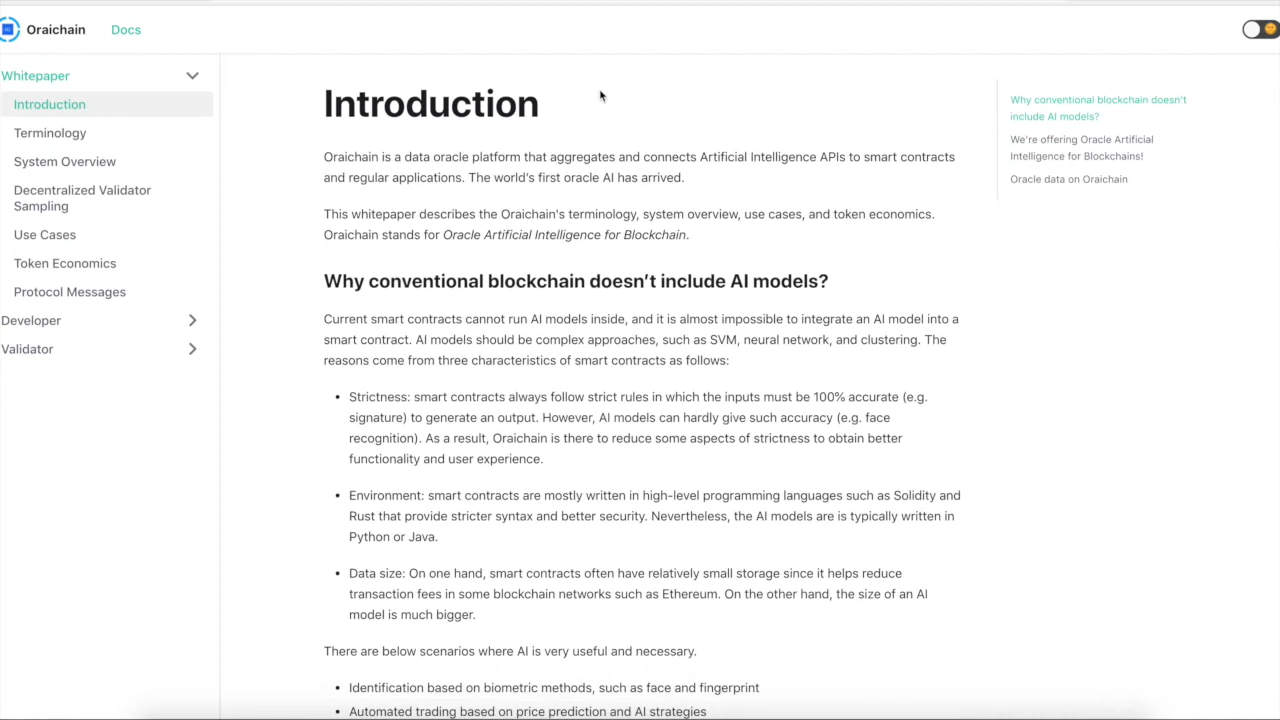 Oraichain Docs
Whitepaper
Introduction
Terminology
System Overview
Decentralized Validator
Sampling
Use Cases
Token Economics
Protocol Messages
Developer
Validator
Introduction
Oraichain is a data oracle platform that aggregates and connects Artificial Intelligence APIs to smart contracts
and regular applications. The world's first oracle AI has arrived.
This whitepaper describes the Oraichain's terminology, system overview, use cases, and token economics.
Oraichain stands for Oracle Artificial Intelligence for Blockchain.
Why conventional blockchain doesn't include AI models?
Current smart contracts cannot run AI models inside, and it is almost impossible to integrate an AI model into a
smart contract. AI models should be complex approaches, such as SVM, neural network, and clustering. The
reasons come from three characteristics of smart contracts as follows:
• Strictness: smart contracts always follow strict rules in which the inputs must be 100% accurate (e.g.
signature) to generate an output. However, AI models can hardly give such accuracy (e.g. face
recognition). As a result, Oraichain is there to reduce some aspects of strictness to obtain better
functionality and user experience.
• Environment: smart contracts are mostly written in high-level programming languages such as Solidity and
Rust that provide stricter syntax and better security. Nevertheless, the AI models are is typically written in
Python or Java.
• Data size: On one hand, smart contracts often have relatively small storage since it helps reduce
transaction fees in some blockchain networks such as Ethereum. On the other hand, the size of an AI
model is much bigger.
There are below scenarios where AI is very useful and necessary.
• Identification based on biometric methods, such as face and fingerprint
• Automated trading based on price prediction and AI strategies
Why conventional blockchain doesn't
include AI models?
We're offering Oracle Artificial
Intelligence for Blockchains!
Oracle data on Oraichain